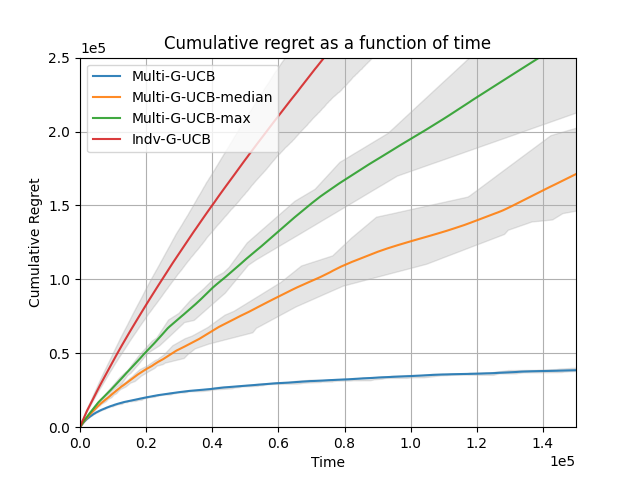 Cumulative regret as a function of time
1e5
2.5
2.0
1.5
1.0
0.5
0.0
Cumulative Regret
Multi-G-UCB
Multi-G-UCB-median
Multi-G-UCB-max
Indv-G-UCB
0.0 0.2 0.4 0.6 0.8 1.0 1.2 1.4
Time
1e5